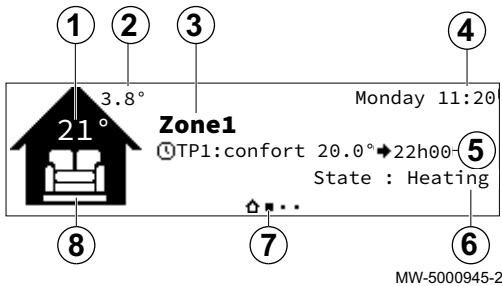 1 2 3 4
3.8° Monday 11:20
21° Zone1
TP1:confort 20.0°➔22h00 5
State : Heating
8 7 6
MW-5000945-2